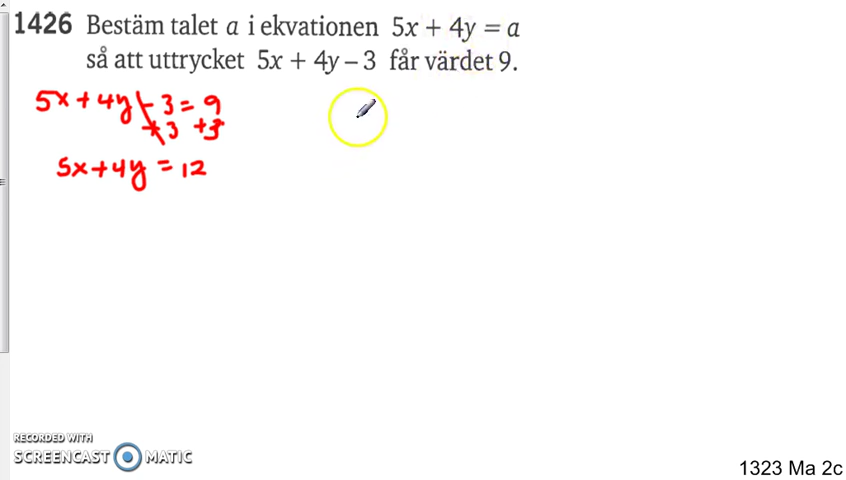 1426 Bestäm talet a i ekvationen 5x + 4y = a
så att uttrycket 5x + 4y – 3 får värdet 9.
5x + 4y - 3 = 9
+3 +3
5x + 4y = 12
RECORDED WITH
SCREENCAST MATIC
1323 Ma 2c